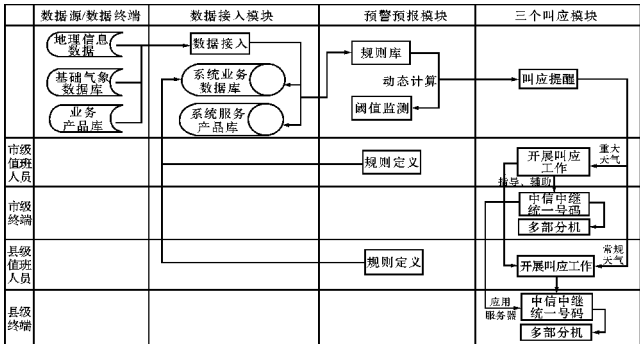 数据源/数据终端
数据接入模块
预警预报模块
三个叫应模块
地理信息
数据
基础气象
数据库
业务
产品库
数据接入
系统业务
数据库
系统服务
产品库
规则库
动态计算
阈值监测
叫应提醒
市级
值班
人员
规则定义
开展叫应
工作
重大
天气
指导、辅助
市级
终端
中信中继
统一号码
多部分机
县级
值班
人员
规则定义
开展叫应工作
常规
天气
县级
终端
应用
服务器
中信中继
统一号码
多部分机